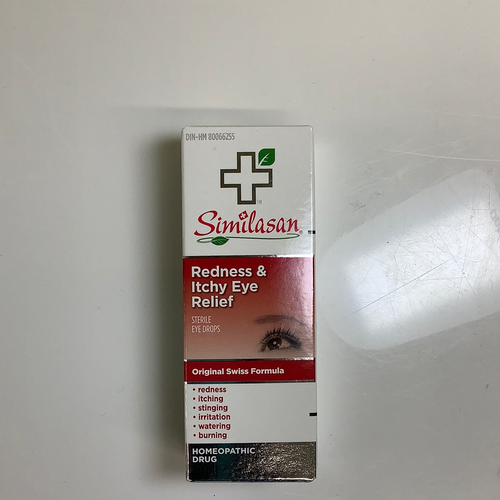 DIN-HM 80066255
Similasan
Redness &
Itchy Eye
Relief
STERILE
EYE DROPS
Original Swiss Formula
• redness
• itching
• stinging
• irritation
• watering
• burning
HOMEOPATHIC
DRUG